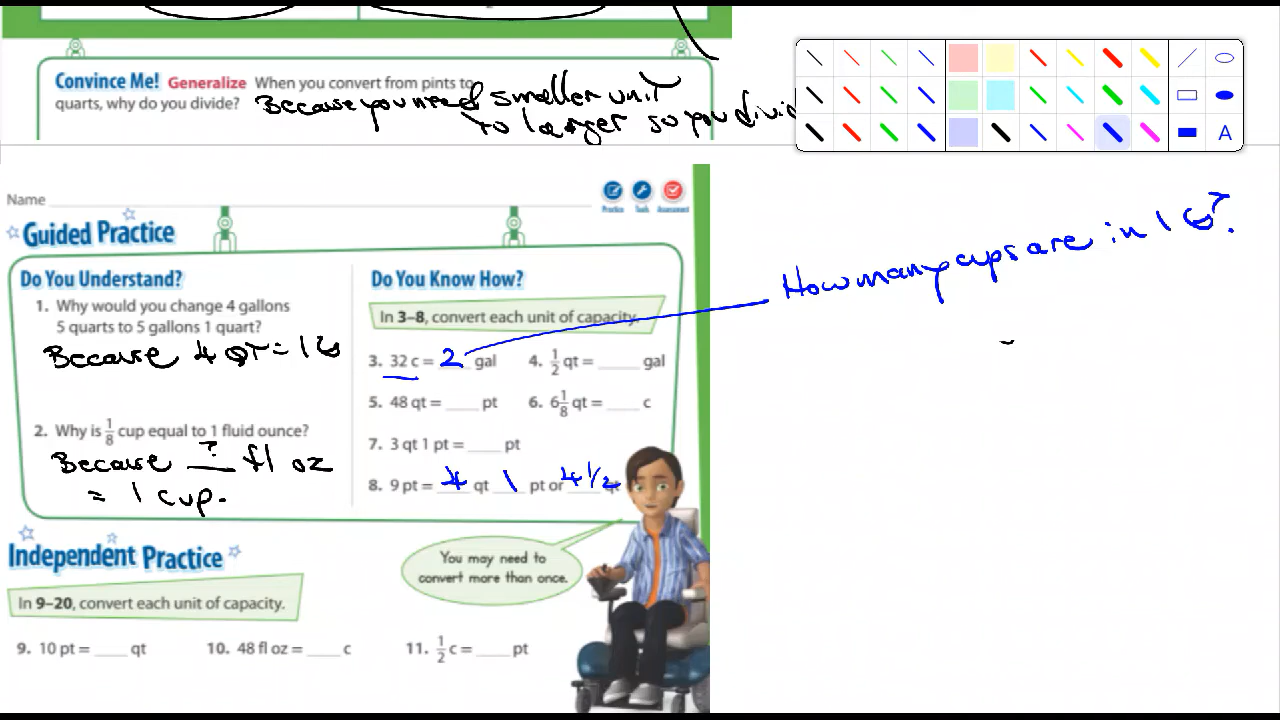 Convince Me! Generalize When you convert from pints to
quarts, why do you divide? Because you need smaller unit
to larger so you divid
Name
Practice Tools Assessment
Guided Practice
Do You Understand?
1. Why would you change 4 gallons
5 quarts to 5 gallons 1 quart?
Because 4 QT = 1 G
2. Why is 1/8 cup equal to 1 fluid ounce?
Because ? fl oz
= 1 cup.
Do You Know How?
In 3–8, convert each unit of capacity.
3. 32 c = 2 gal 4. 1/2 qt = ____ gal
5. 48 qt = ____ pt 6. 6 1/8 qt = ____ c
7. 3 qt 1 pt = ____ pt
8. 9 pt = 4 qt 1 pt or 4 1/2 qt
How many cups are in 1 G?
You may need to
convert more than once.
Independent Practice
In 9–20, convert each unit of capacity.
9. 10 pt = ____ qt 10. 48 fl oz = ____ c 11. 1/2 c = ____ pt
A